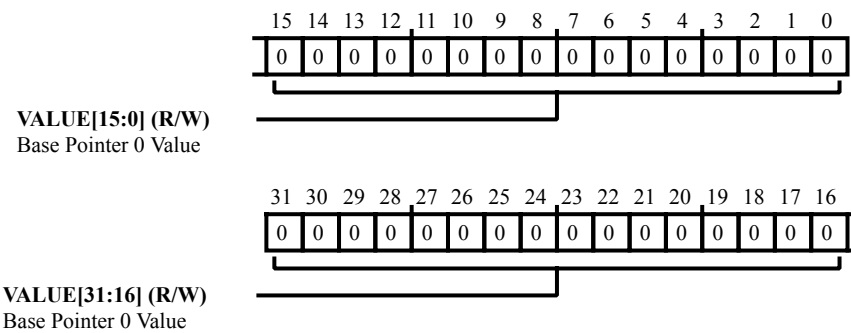 15 14 13 12 11 10 9 8 7 6 5 4 3 2 1 0
0 0 0 0 0 0 0 0 0 0 0 0 0 0 0 0
VALUE[15:0] (R/W)
Base Pointer 0 Value
31 30 29 28 27 26 25 24 23 22 21 20 19 18 17 16
0 0 0 0 0 0 0 0 0 0 0 0 0 0 0 0
VALUE[31:16] (R/W)
Base Pointer 0 Value